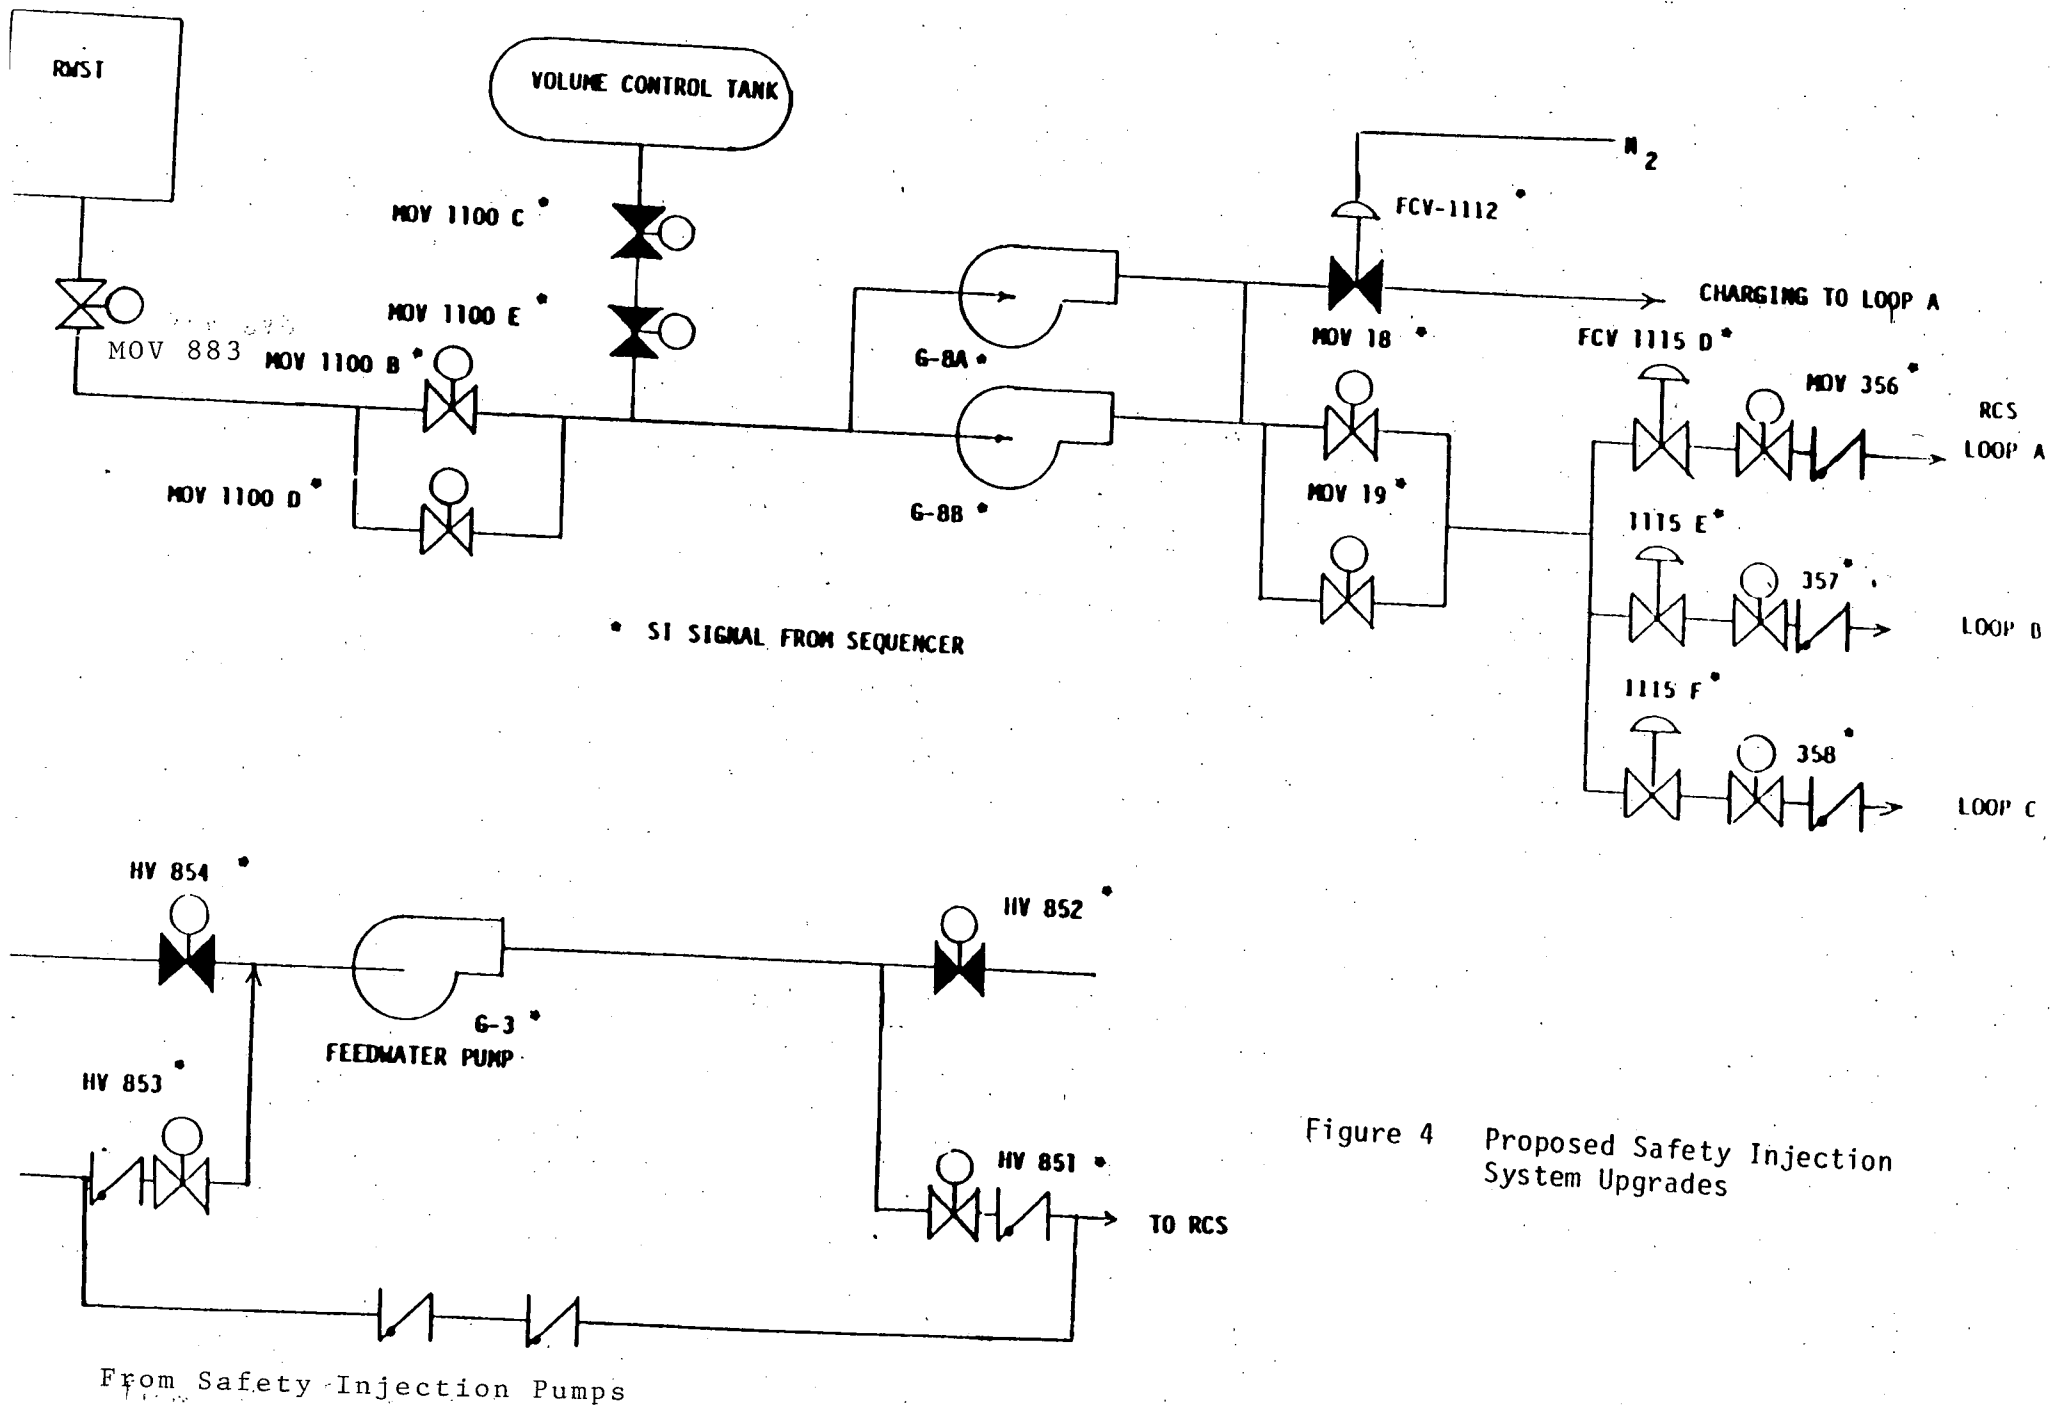 RWST
VOLUME CONTROL TANK
N 2
MOV 1100 C *
FCV-1112 *
MOV 1100 E *
CHARGING TO LOOP A
MOV 883
MOV 1100 B *
G-8A *
MOV 18 *
FCV 1115 D *
MOV 356 *
RCS
LOOP A
MOV 1100 D *
G-8B *
MOV 19 *
1115 E *
357 *
LOOP B
* SI SIGNAL FROM SEQUENCER
1115 F *
358 *
LOOP C
HV 854 *
HV 852 *
G-3 *
FEEDWATER PUMP
HV 853 *
HV 851 *
TO RCS
Figure 4 Proposed Safety Injection
System Upgrades
From Safety Injection Pumps